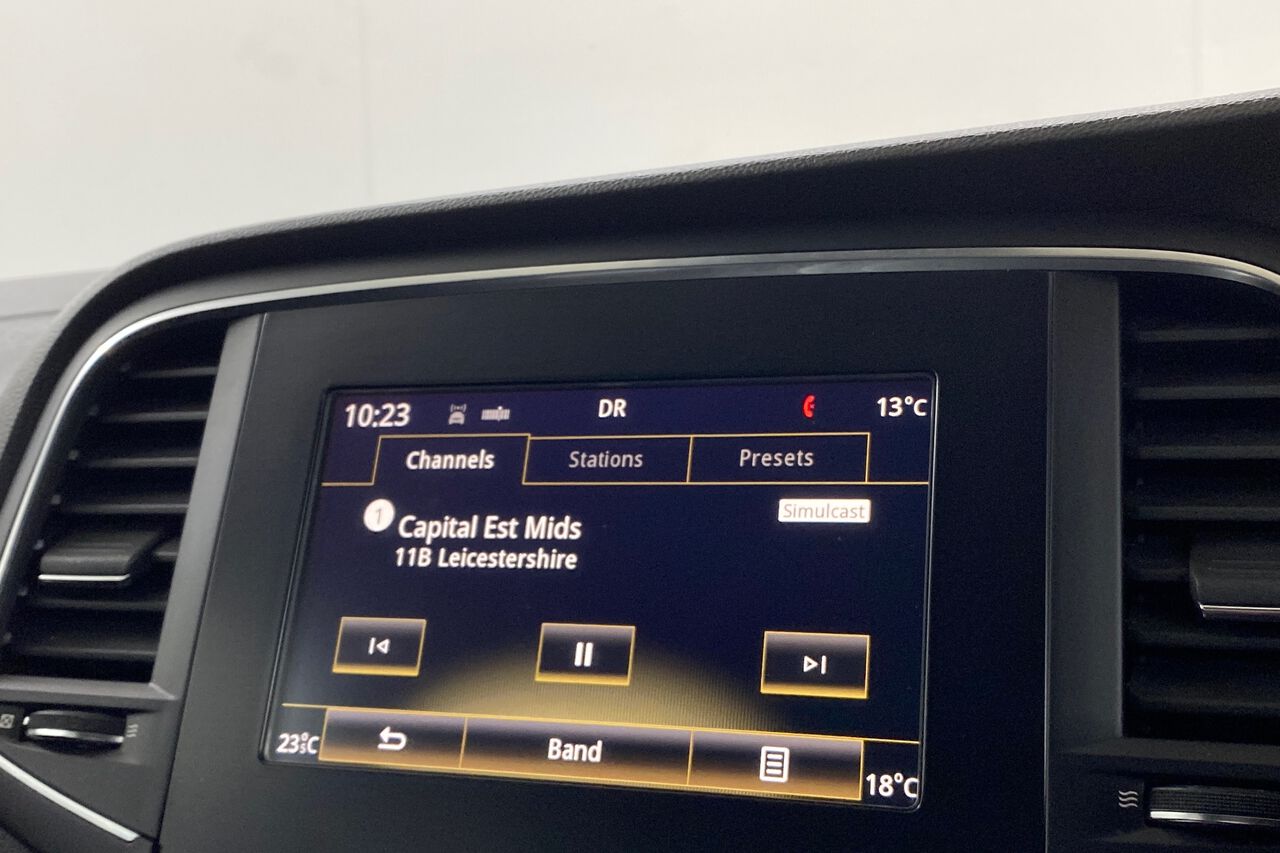 10:23 DR 13°C
Channels Stations Presets
1 Capital Est Mids Simulcast
11B Leicestershire
23°C Band 18°C